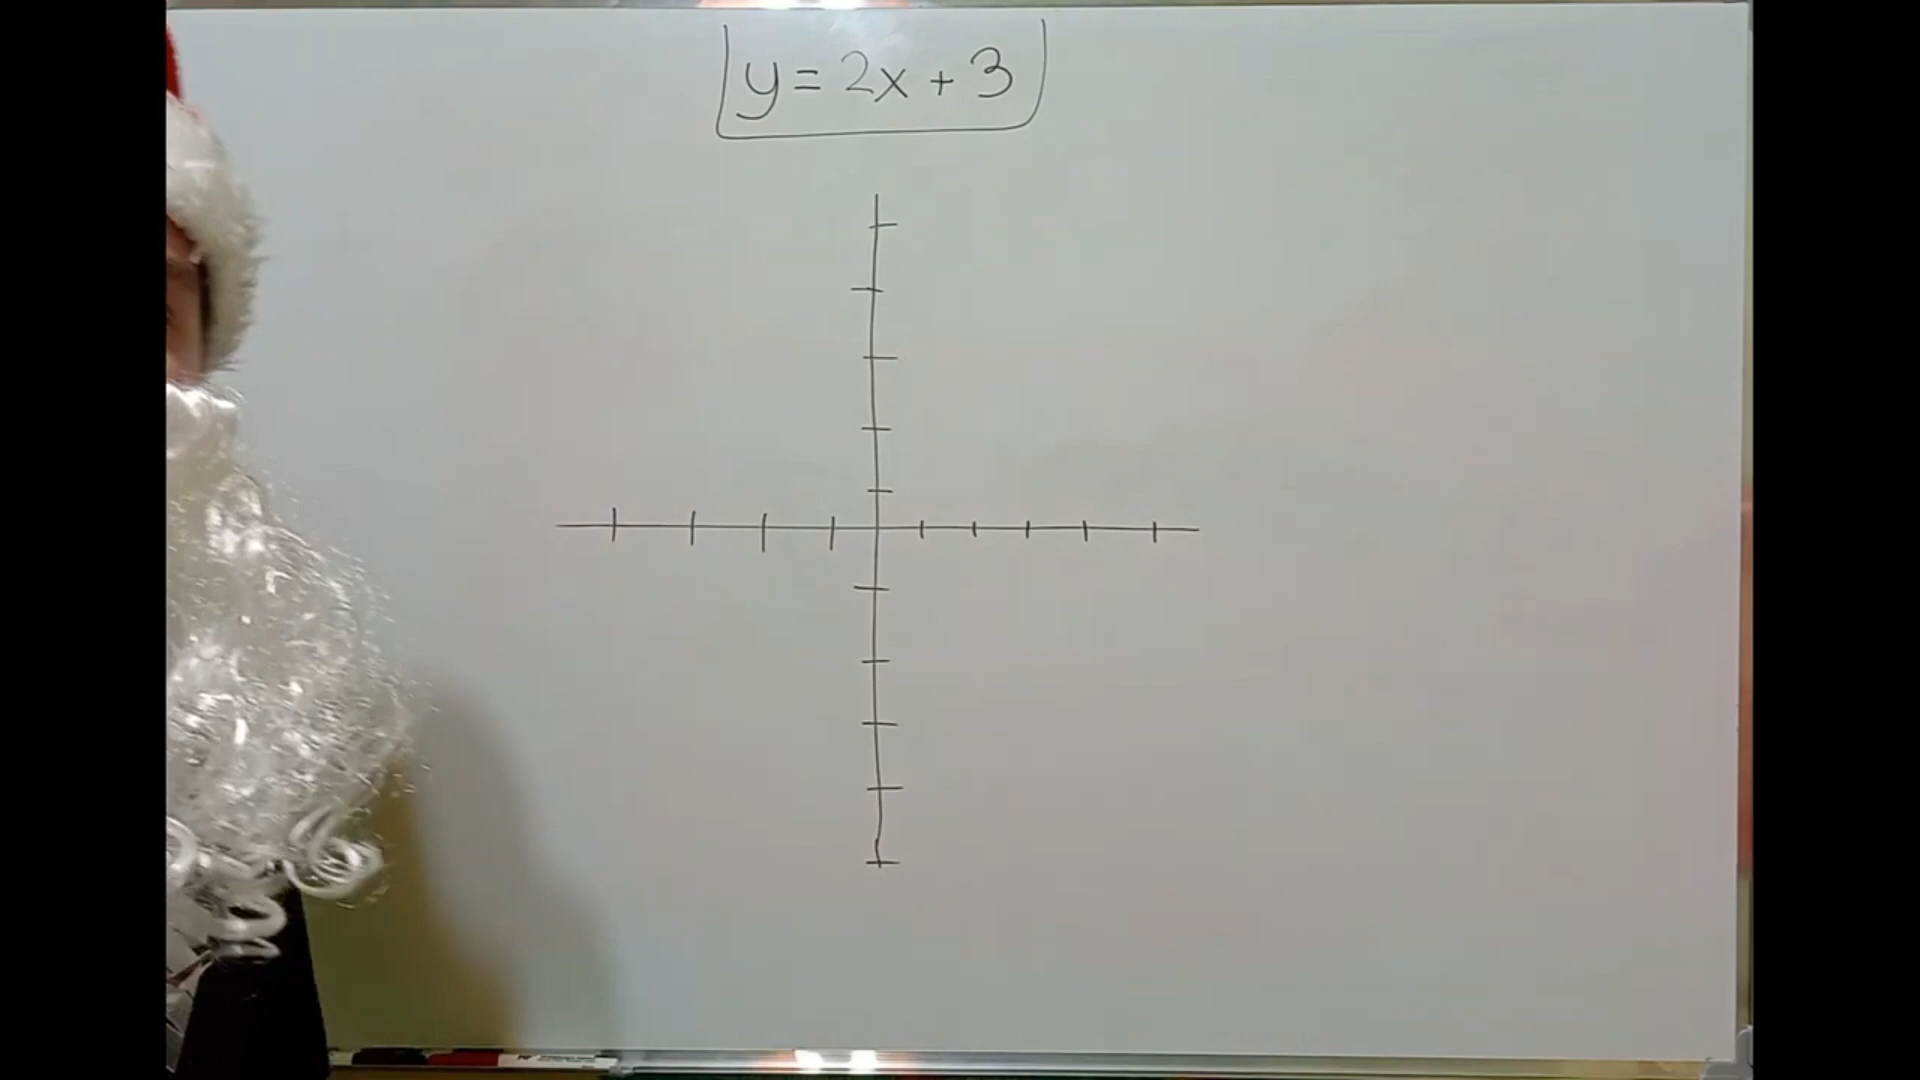 y = 2x + 3